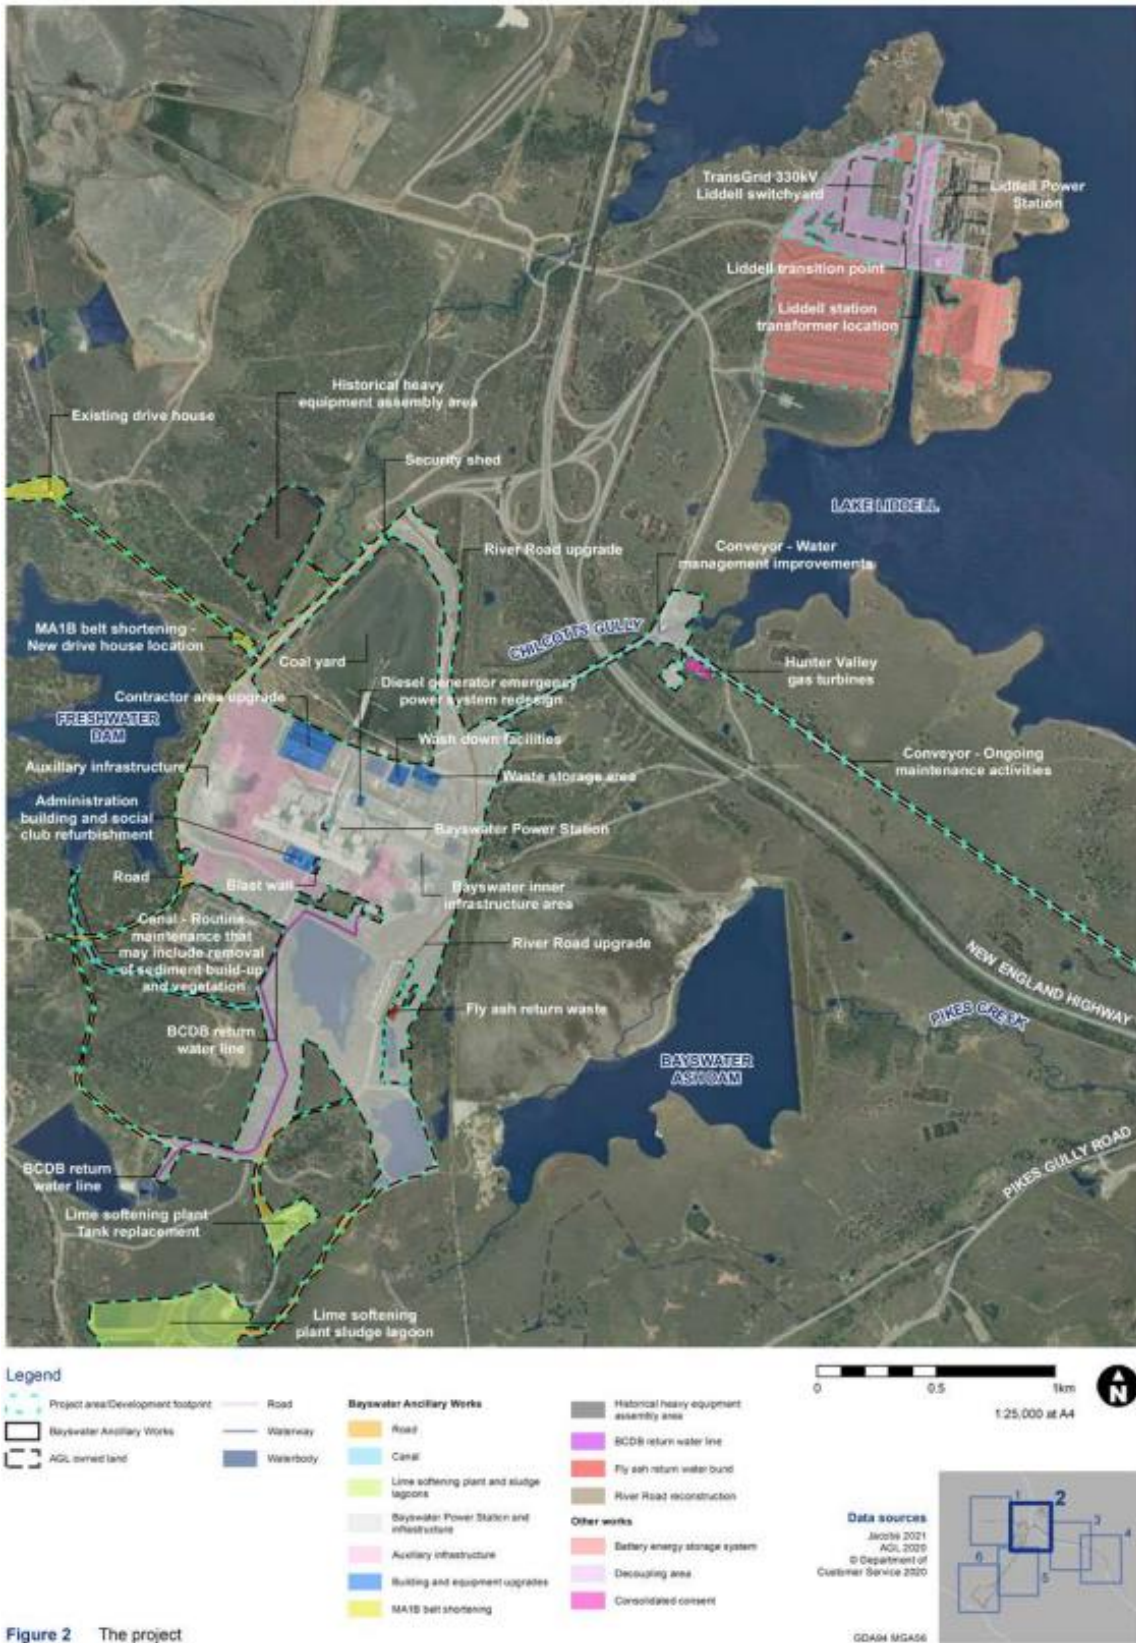 TransGrid 330kV
Liddell switchyard
Liddell Power
Station
Liddell transition point
Liddell station
transformer location
Historical heavy
equipment assembly area
Existing drive house
Security shed
LAKE LIDDELL
River Road upgrade
Conveyor - Water
management improvements
MA1B belt shortening -
New drive house location
CHILCOTTS GULLY
Coal yard
Hunter Valley
gas turbines
Diesel generator emergency
power system redesign
Contractor area upgrade
FRESHWATER
DAM
Wash down facilities
Auxillary infrastructure
Waste storage area
Conveyor - Ongoing
maintenance activities
Administration
building and social
club refurbishment
Bayswater Power Station
Road
Blast wall
Bayswater inner
infrastructure area
Canal - Routine
maintenance that
may include removal
of sediment build-up
and vegetation
River Road upgrade
NEW ENGLAND HIGHWAY
Fly ash return waste
PIKES CREEK
BCDB return
water line
BAYSWATER
ASH DAM
PIKES GULLY ROAD
BCDB return
water line
Lime softening plant
Tank replacement
Lime softening
plant sludge lagoon
Legend
Project area/Development footprint
Bayswater Ancillary Works
AGL owned land
Road
Waterway
Waterbody
Bayswater Ancillary Works
Road
Canal
Lime softening plant and sludge
lagoons
Bayswater Power Station and
infrastructure
Auxiliary infrastructure
Building and equipment upgrades
MA1B belt shortening
Historical heavy equipment
assembly area
BCDB return water line
Fly ash return water bund
River Road reconstruction
Other works
Battery energy storage system
Decoupling area
Consolidated consent
0 0.5 1km
1:25,000 at A4
N
Data sources
Jacobs 2021
AGL 2020
© Department of
Customer Service 2020
1
2
3
4
5
6
GDA94 MGA56
Figure 2 The project